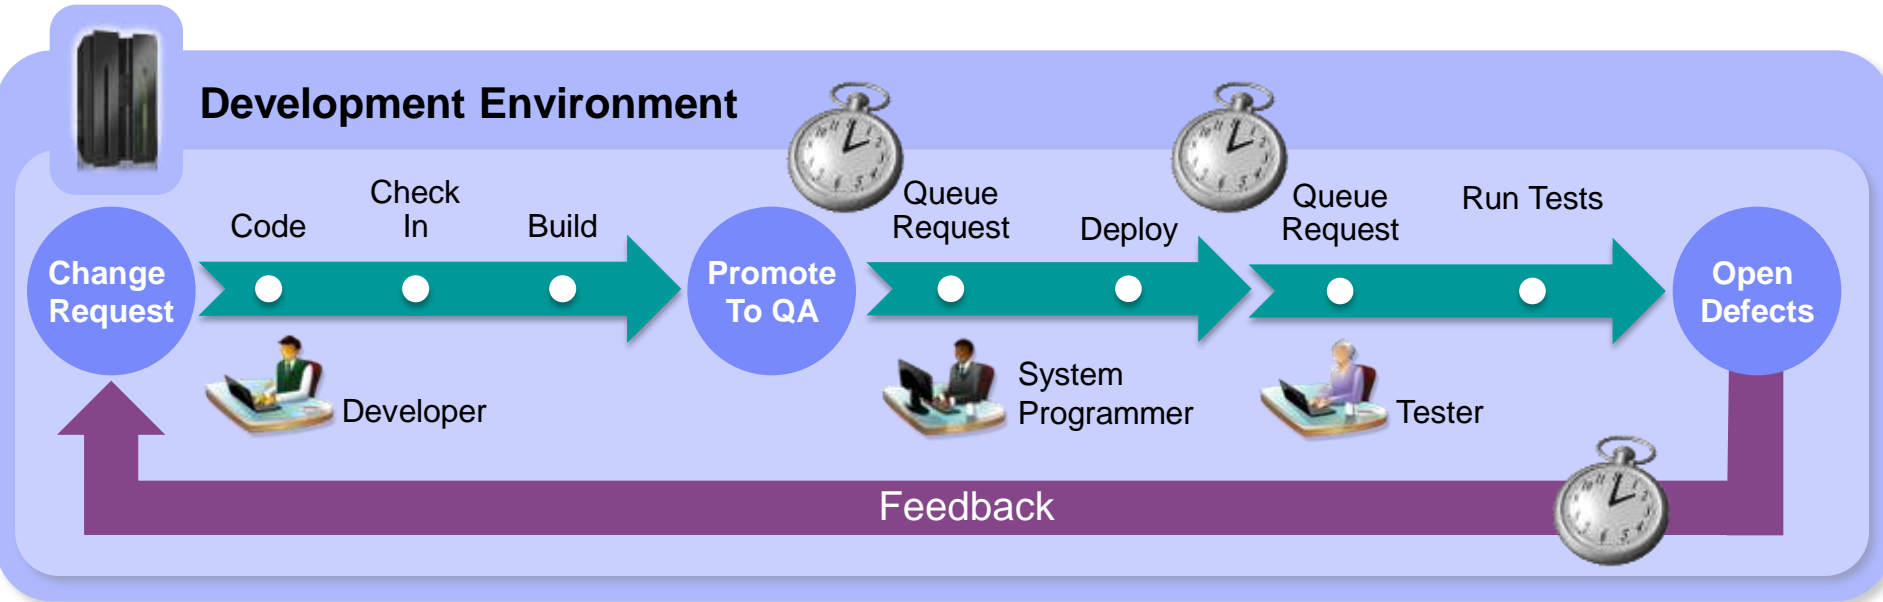 Development Environment
Code
Check
In
Build
Queue
Request
Deploy
Queue
Request
Run Tests
Change
Request
Promote
To QA
Open
Defects
Developer
System
Programmer
Tester
Feedback